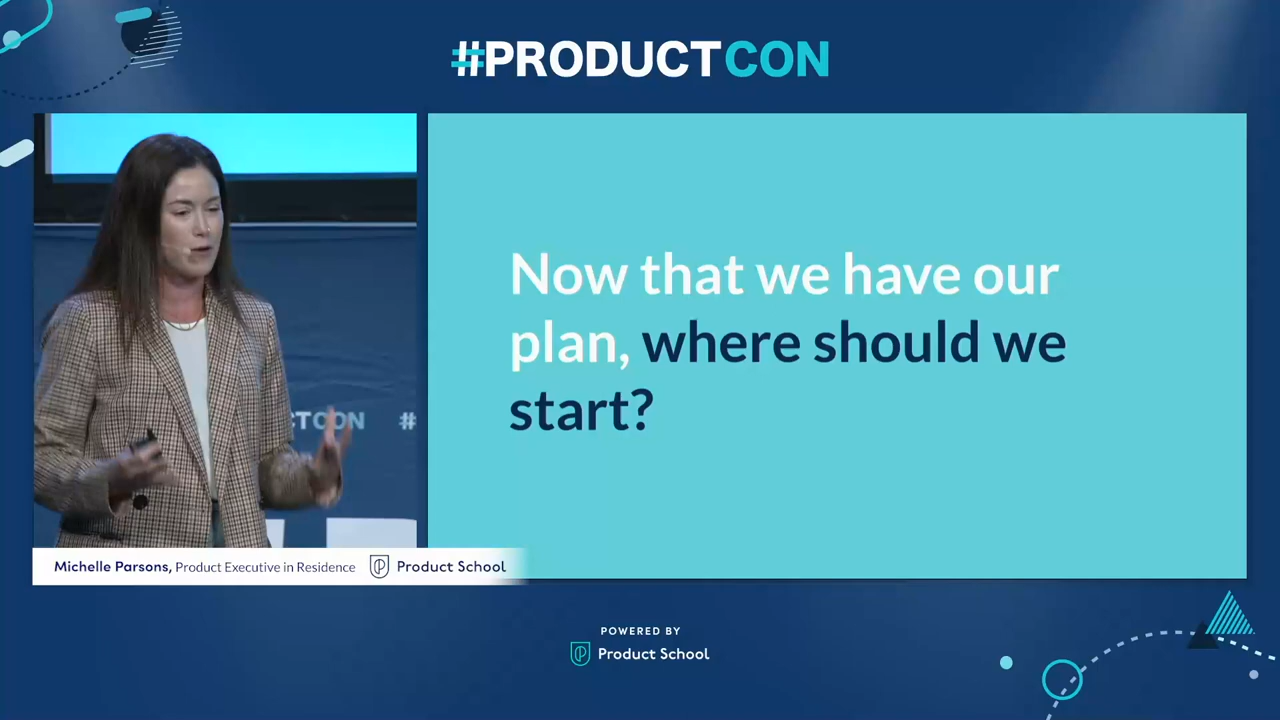 #PRODUCTCON
Now that we have our
plan, where should we
start?
CTCON #
Michelle Parsons, Product Executive in Residence Product School
POWERED BY
Product School